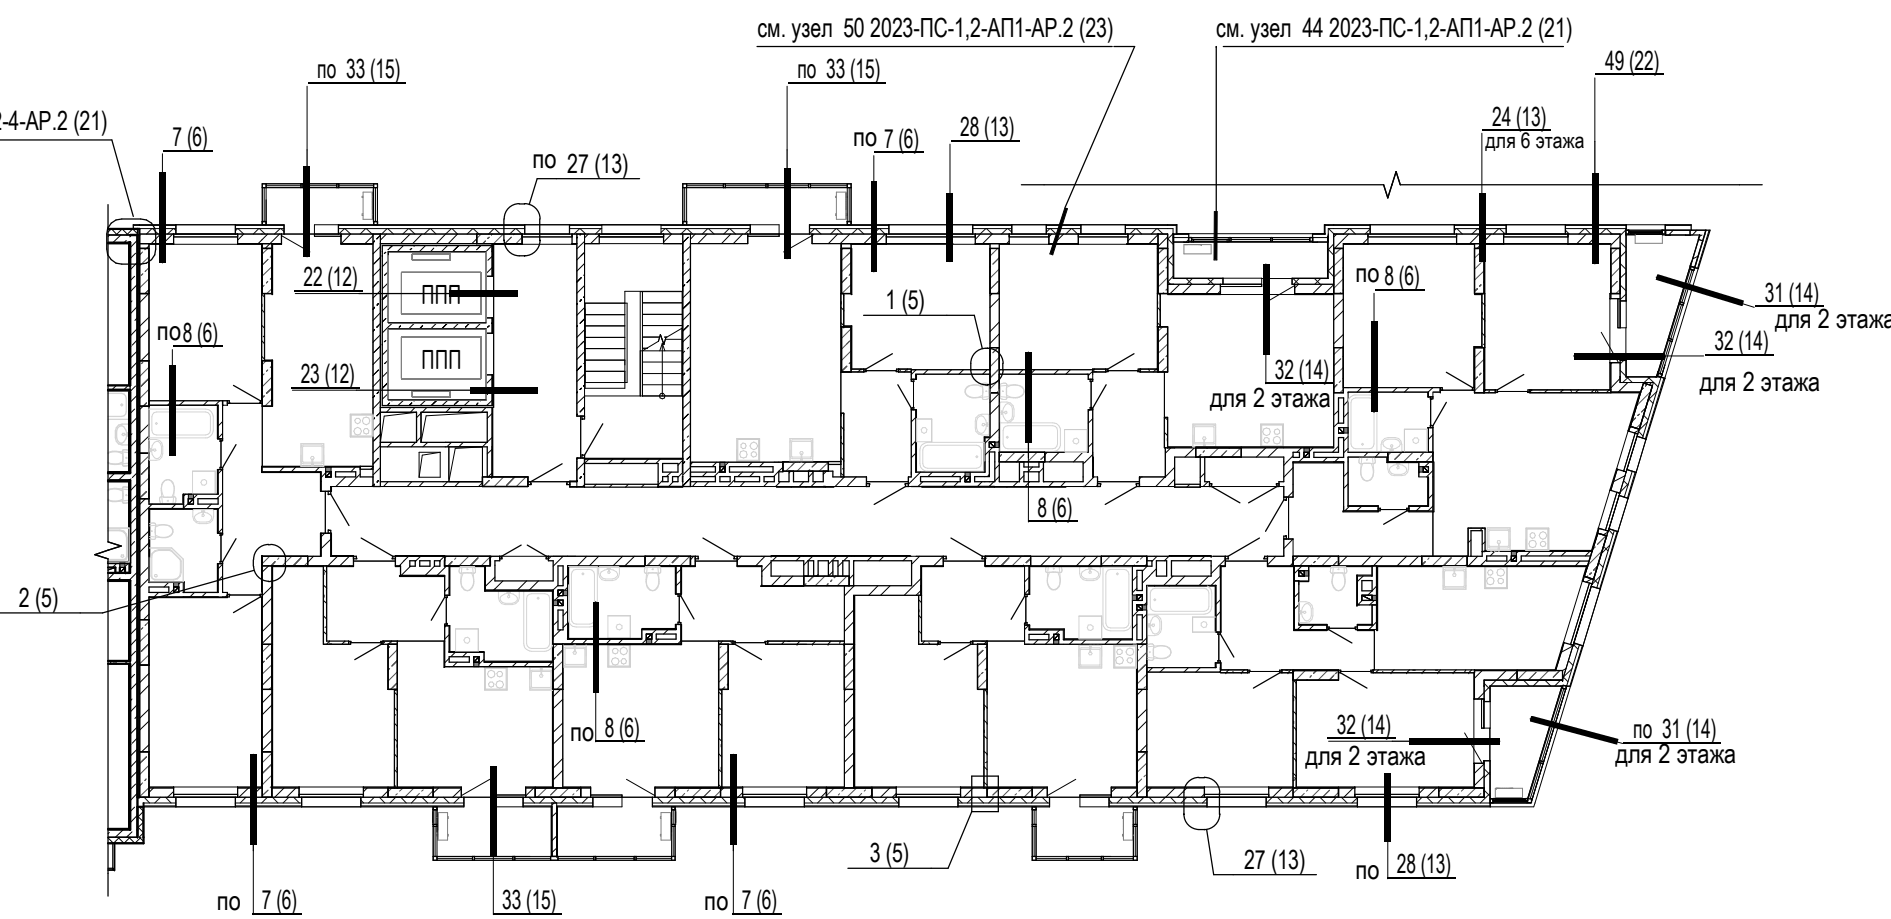 см. узел 50 2023-ПС-1,2-АП1-АР.2 (23)
см. узел 44 2023-ПС-1,2-АП1-АР.2 (21)
по 33 (15)
по 33 (15)
49 (22)
2-4-АР.2 (21)
7 (6)
по 27 (13)
по 7 (6)
28 (13)
24 (13)
для 6 этажа
22 (12)
ППП
1 (5)
по 8 (6)
31 (14)
для 2 этажа
по 8 (6)
ППП
23 (12)
32 (14)
для 2 этажа
32 (14)
для 2 этажа
8 (6)
2 (5)
по 8 (6)
32 (14)
для 2 этажа
по 31 (14)
для 2 этажа
3 (5)
27 (13)
по 28 (13)
по 7 (6)
33 (15)
по 7 (6)